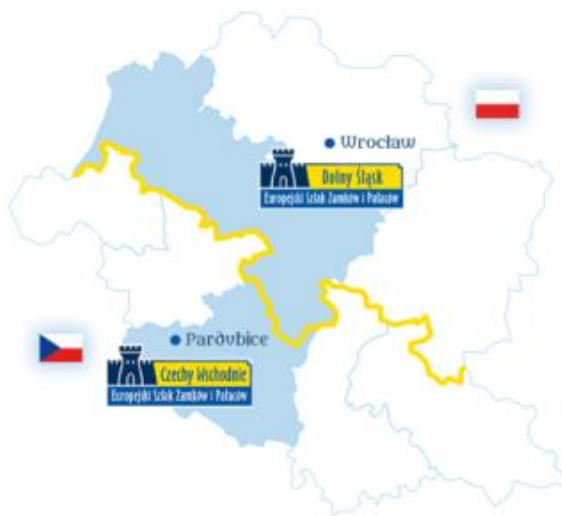 Wrocław
Dolny Śląsk
Europejski Szlak Zamków i Pałaców
Pardubice
Czechy Wschodnie
Europejski Szlak Zamków i Pałaców